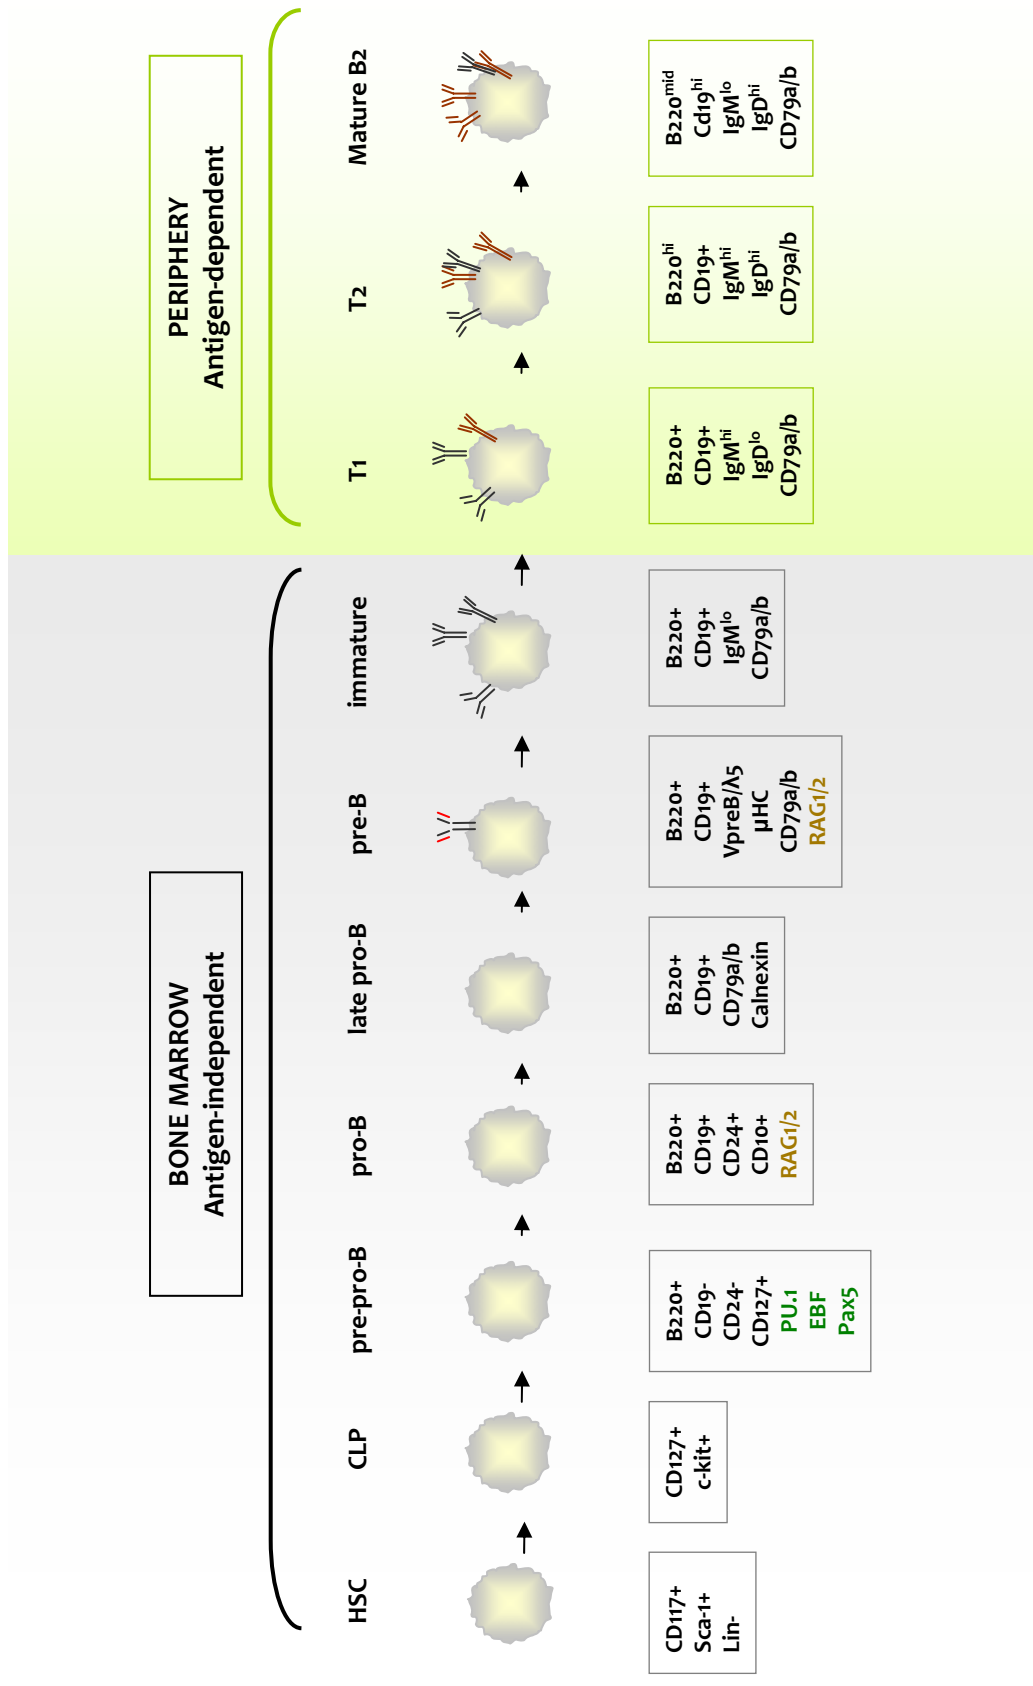 BONE MARROW
Antigen-independent
PERIPHERY
Antigen-dependent
HSC
CLP
pre-pro-B
pro-B
late pro-B
pre-B
immature
T1
T2
Mature B2
CD117+
Sca-1+
Lin-
CD127+
c-kit+
B220+
CD19-
CD24-
CD127+
PU.1
EBF
Pax5
B220+
CD19+
CD24+
CD10+
RAG1/2
B220+
CD19+
CD79a/b
Calnexin
B220+
CD19+
VpreB/λ5
μHC
CD79a/b
RAG1/2
B220+
CD19+
IgMlo
CD79a/b
B220+
CD19+
IgMhi
IgDlo
CD79a/b
B220hi
CD19+
IgMhi
IgDhi
CD79a/b
B220mid
Cd19hi
IgMlo
IgDhi
CD79a/b